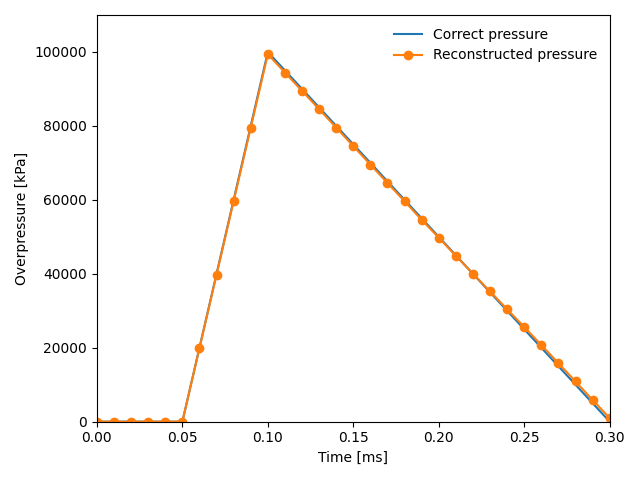 Correct pressure
Reconstructed pressure
Overpressure [kPa]
100000
80000
60000
40000
20000
0
0.00 0.05 0.10 0.15 0.20 0.25 0.30
Time [ms]